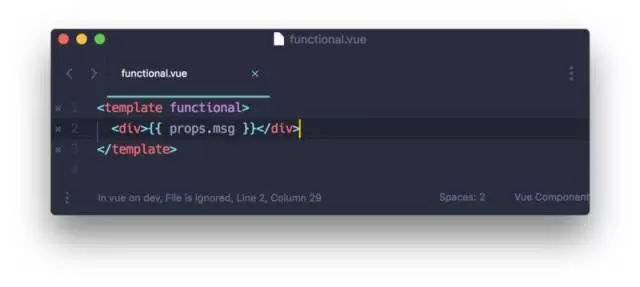 functional.vue
functional.vue ×
1 <template functional>
2 <div>{{ props.msg }}</div>
3 </template>
In vue on dev, File is ignored, Line 2, Column 29 Spaces: 2 Vue Component